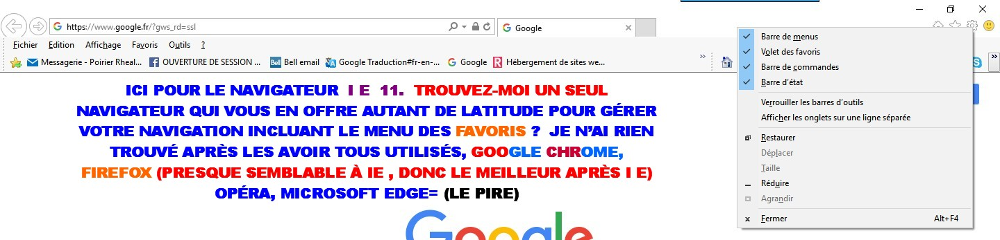 https://www.google.fr/?gws_rd=ssl
Google
Fichier Edition Affichage Favoris Outils ?
Messagerie - Poirier Rheal... OUVERTURE DE SESSION ... Bell Bell email Google Traduction#fr-en-... Google R Hébergement de sites we... »
ICI POUR LE NAVIGATEUR I E 11. TROUVEZ-MOI UN SEUL
NAVIGATEUR QUI VOUS EN OFFRE AUTANT DE LATITUDE POUR GÉRER
VOTRE NAVIGATION INCLUANT LE MENU DES FAVORIS ? JE N’AI RIEN
TROUVÉ APRÈS LES AVOIR TOUS UTILISÉS, GOOGLE CHROME,
FIREFOX (PRESQUE SEMBLABLE À IE , DONC LE MEILLEUR APRÈS I E)
OPÉRA, MICROSOFT EDGE= (LE PIRE)
Google
Barre de menus
Volet des favoris
Barre de commandes
Barre d'état
Verrouiller les barres d'outils
Afficher les onglets sur une ligne séparée
Restaurer
Déplacer
Taille
Réduire
Agrandir
Fermer Alt+F4